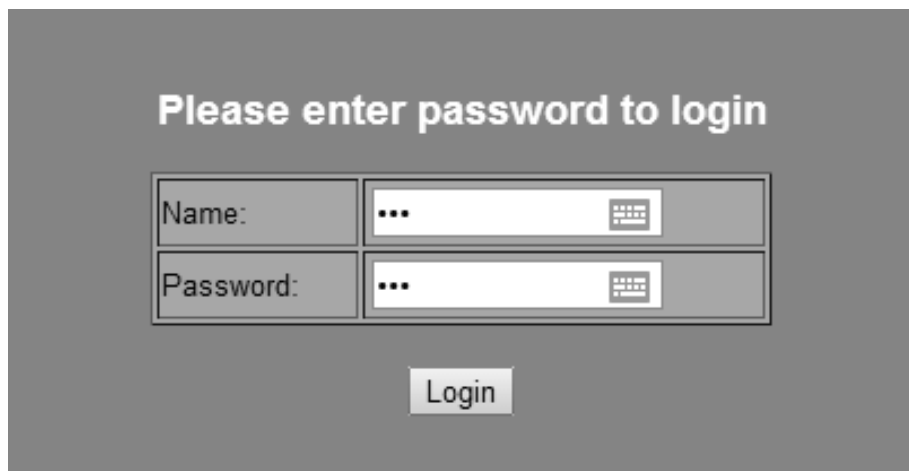 Please enter password to login
Name: •••
Password: •••
Login